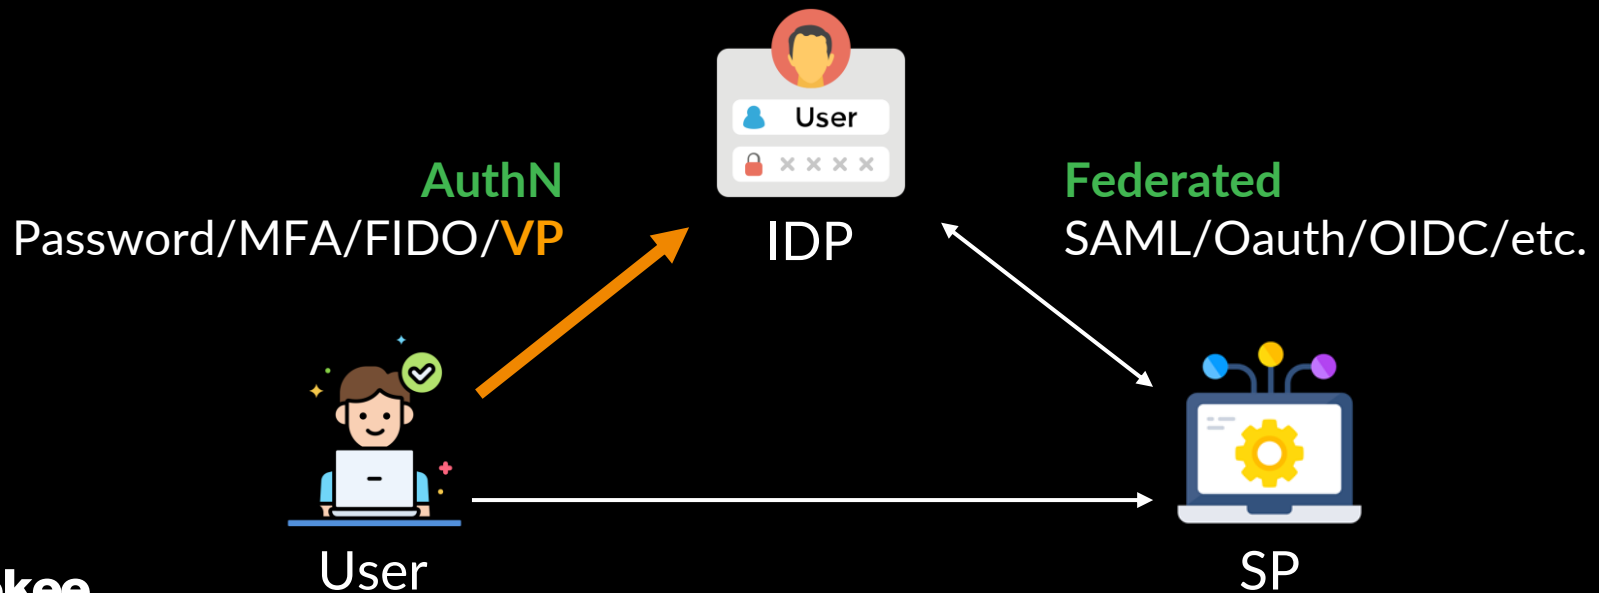 User
AuthN
Password/MFA/FIDO/VP
IDP
Federated
SAML/Oauth/OIDC/etc.
User
SP